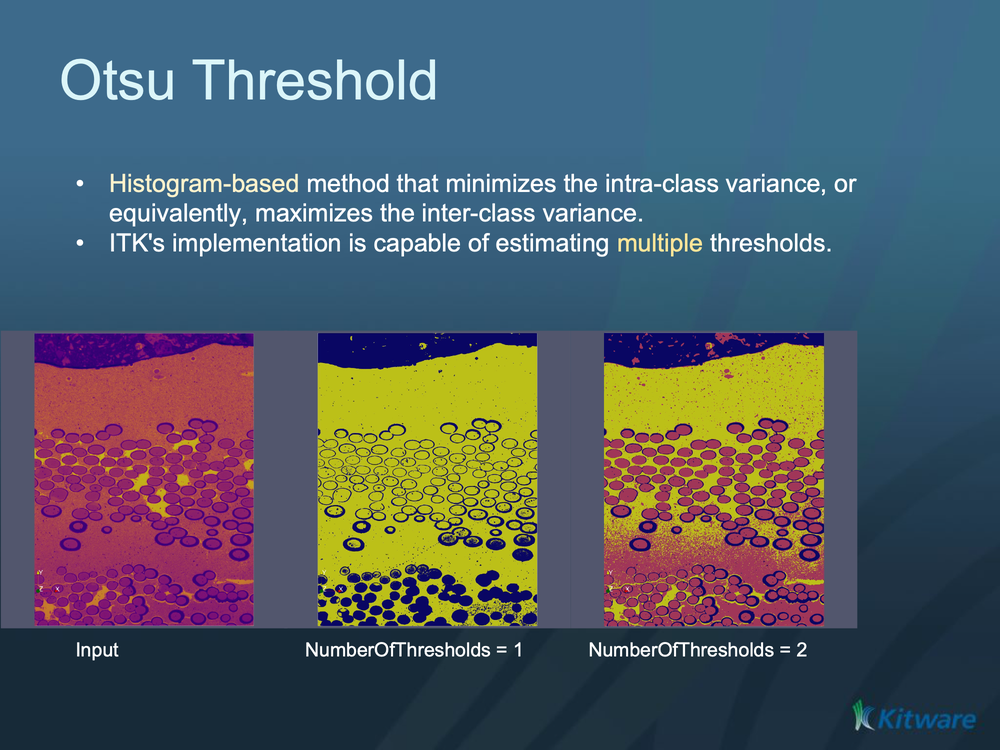 Otsu Threshold
• Histogram-based method that minimizes the intra-class variance, or
equivalently, maximizes the inter-class variance.
• ITK's implementation is capable of estimating multiple thresholds.
Input
NumberOfThresholds = 1
NumberOfThresholds = 2
Kitware